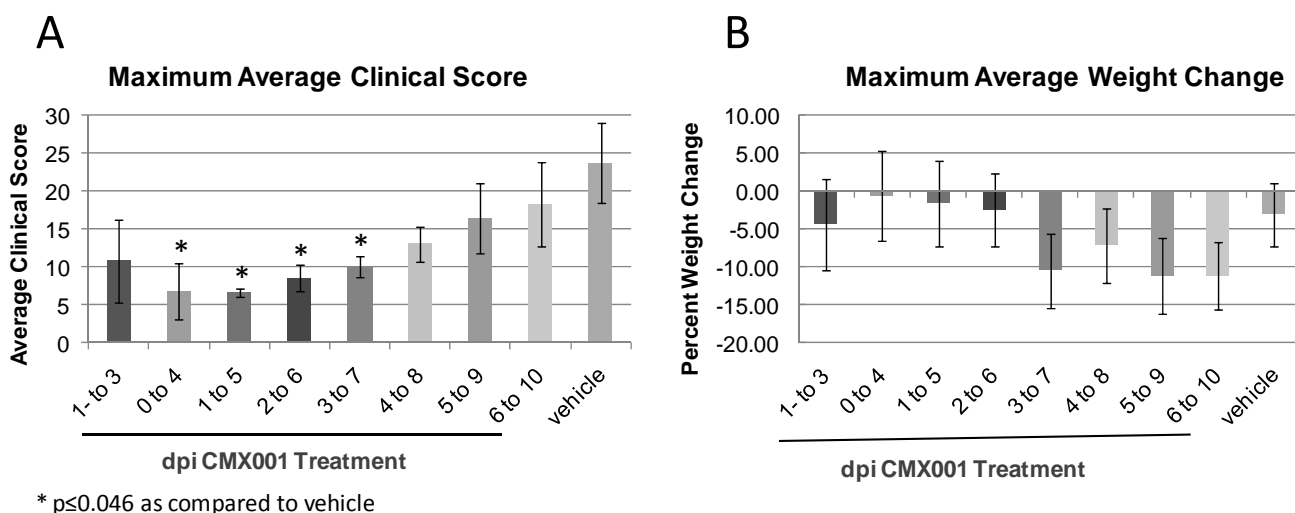 A
Maximum Average Clinical Score
Average Clinical Score
30
25
20
15
10
5
0
*
*
*
*
1- to 3
0 to 4
1 to 5
2 to 6
3 to 7
4 to 8
5 to 9
6 to 10
vehicle
dpi CMX001 Treatment
* p≤0.046 as compared to vehicle
B
Maximum Average Weight Change
Percent Weight Change
10.00
5.00
0.00
-5.00
-10.00
-15.00
-20.00
1- to 3
0 to 4
1 to 5
2 to 6
3 to 7
4 to 8
5 to 9
6 to 10
vehicle
dpi CMX001 Treatment